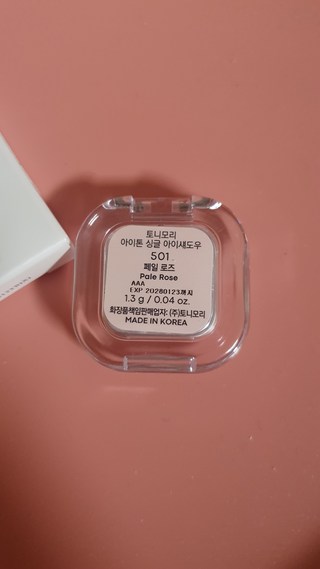 토니모리
아이톤 싱글 아이섀도우
501
페일 로즈
Pale Rose
AAA
EXP 20280123까지
1.3 g / 0.04 oz.
화장품책임판매업자: (주)토니모리
MADE IN KOREA